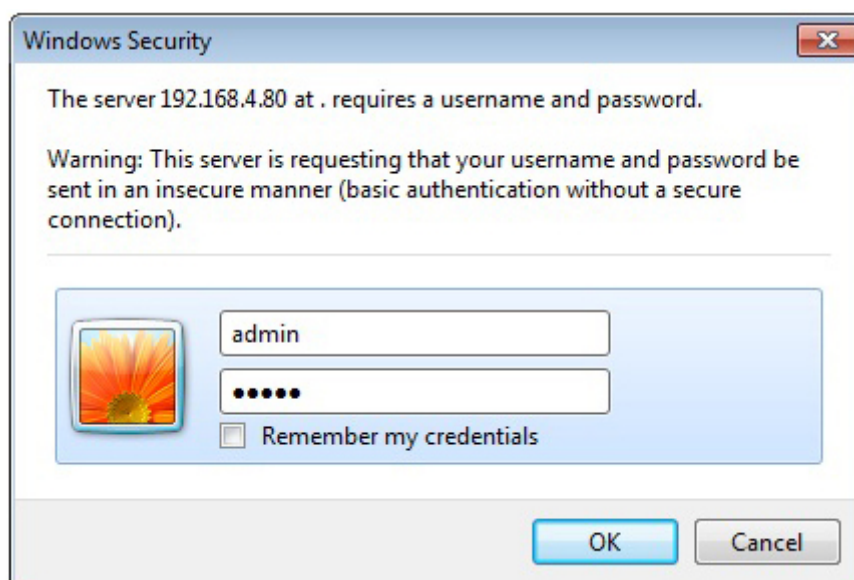 Windows Security
The server 192.168.4.80 at . requires a username and password.
Warning: This server is requesting that your username and password be
sent in an insecure manner (basic authentication without a secure
connection).
admin
●●●●●
Remember my credentials
OK
Cancel